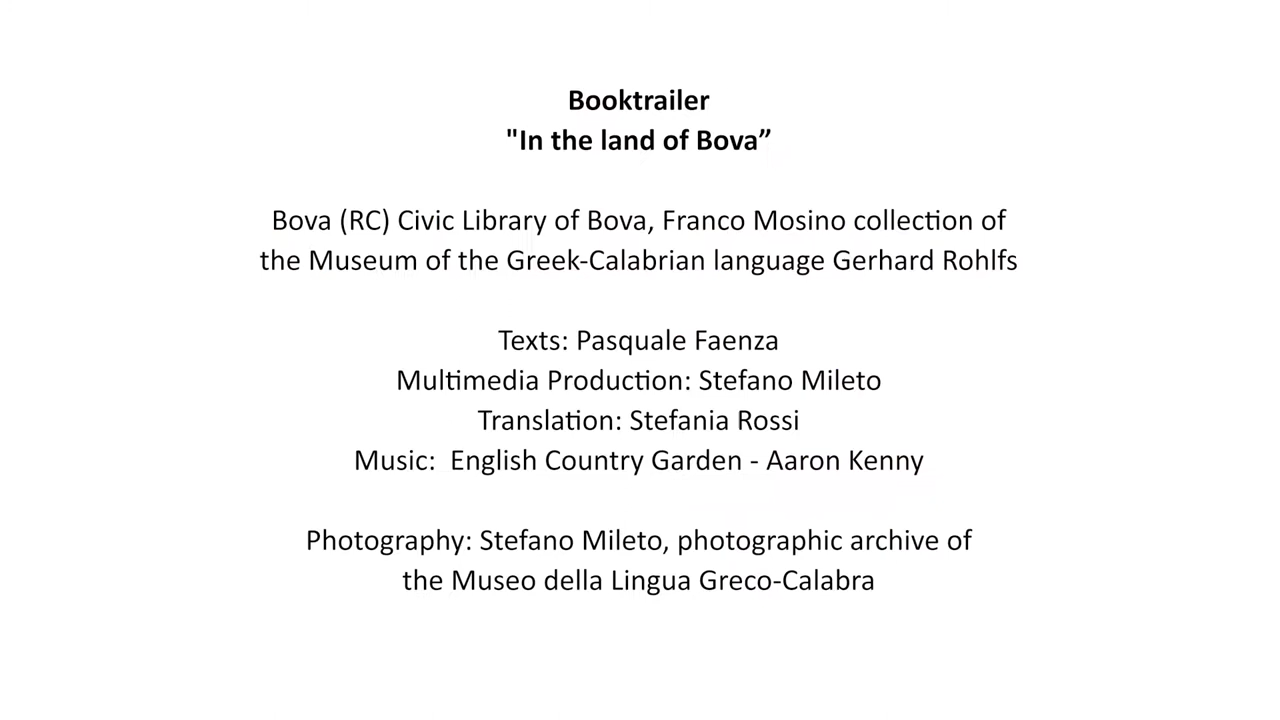 Booktrailer
"In the land of Bova”
Bova (RC) Civic Library of Bova, Franco Mosino collection of
the Museum of the Greek-Calabrian language Gerhard Rohlfs
Texts: Pasquale Faenza
Multimedia Production: Stefano Mileto
Translation: Stefania Rossi
Music:  English Country Garden - Aaron Kenny
Photography: Stefano Mileto, photographic archive of
the Museo della Lingua Greco-Calabra